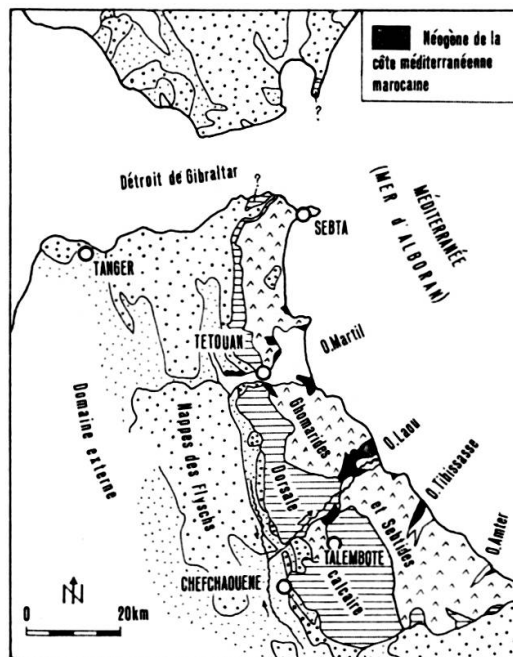 Néogène de la
côte méditerranéenne
marocaine
?
Détroit de Gibraltar
?
SEBTA
MÉDITERRANÉE
(MER d'ALBORAN)
TANGER
O.Martil
TETOUAN
Domaine externe
Nappes des Flyschs
Ghomarides
Dorsale
O.Laou
O.Tihissasse
et Sebtides
O.Amter
TALEMBOTE
calcaire
CHEFCHAOUENE
N
0 20km